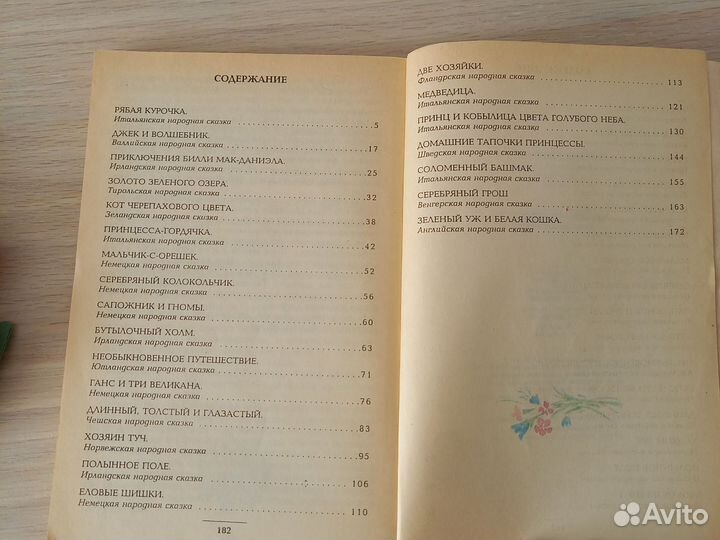 СОДЕРЖАНИЕ
РЯБАЯ КУРОЧКА.
Итальянская народная сказка 5
ДЖЕК И ВОЛШЕБНИК.
Валлийская народная сказка 17
ПРИКЛЮЧЕНИЯ БИЛЛИ МАК-ДАНИЭЛА.
Ирландская народная сказка 25
ЗОЛОТО ЗЕЛЕНОГО ОЗЕРА.
Тирольская народная сказка 32
КОТ ЧЕРЕПАХОВОГО ЦВЕТА.
Зеландская народная сказка 38
ПРИНЦЕССА-ГОРДЯЧКА.
Итальянская народная сказка 42
МАЛЬЧИК-С-ОРЕШЕК.
Немецкая народная сказка 52
СЕРЕБРЯНЫЙ КОЛОКОЛЬЧИК.
Немецкая народная сказка 56
САПОЖНИК И ГНОМЫ.
Немецкая народная сказка 60
БУТЫЛОЧНЫЙ ХОЛМ.
Ирландская народная сказка 63
НЕОБЫКНОВЕННОЕ ПУТЕШЕСТВИЕ.
Ютландская народная сказка 71
ГАНС И ТРИ ВЕЛИКАНА.
Немецкая народная сказка 76
ДЛИННЫЙ, ТОЛСТЫЙ И ГЛАЗАСТЫЙ.
Чешская народная сказка 83
ХОЗЯИН ТУЧ.
Норвежская народная сказка 95
ПОЛЫННОЕ ПОЛЕ.
Ирландская народная сказка 106
ЕЛОВЫЕ ШИШКИ.
Немецкая народная сказка 110
182
ДВЕ ХОЗЯЙКИ.
Фландрская народная сказка 113
МЕДВЕДИЦА.
Итальянская народная сказка 121
ПРИНЦ И КОБЫЛИЦА ЦВЕТА ГОЛУБОГО НЕБА.
Итальянская народная сказка 130
ДОМАШНИЕ ТАПОЧКИ ПРИНЦЕССЫ.
Шведская народная сказка 144
СОЛОМЕННЫЙ БАШМАК.
Итальянская народная сказка 155
СЕРЕБРЯНЫЙ ГРОШ
Венгерская народная сказка 163
ЗЕЛЕНЫЙ УЖ И БЕЛАЯ КОШКА.
Английская народная сказка 172
Avito